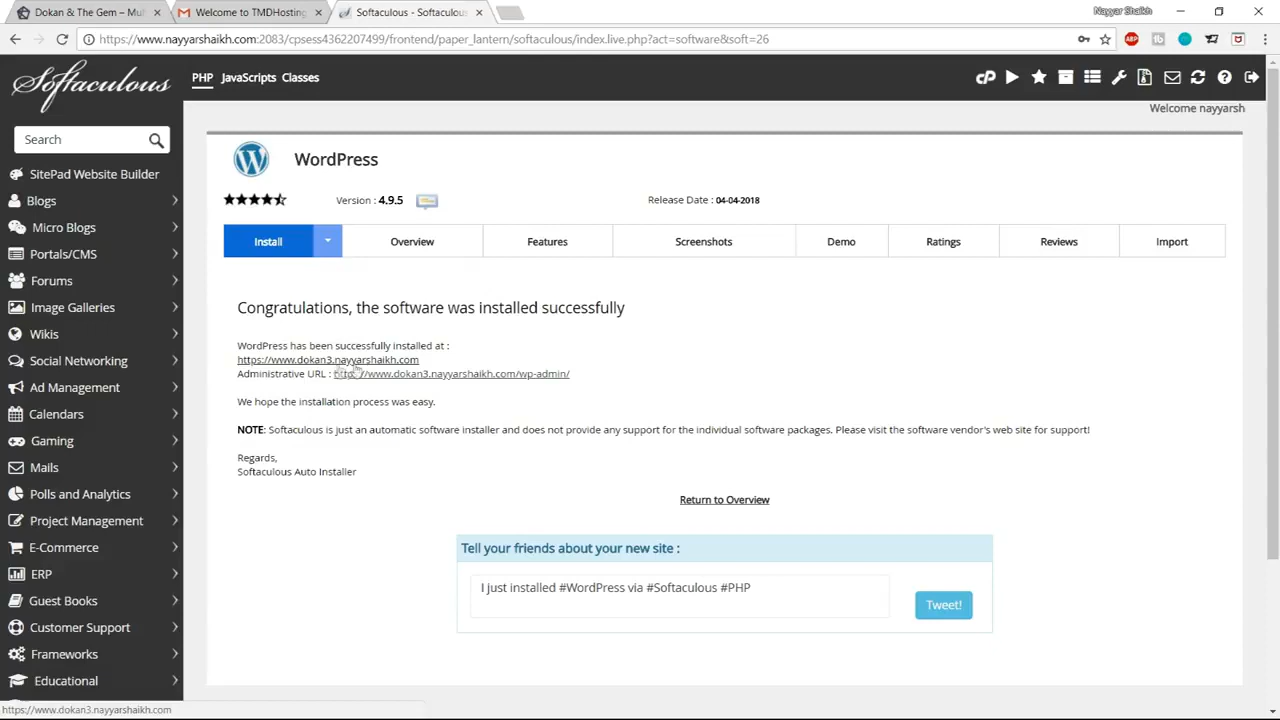 Dokan & The Gem – Mul
Welcome to TMDHosting
Softaculous - Softaculou
Nayyar Shaikh
https://www.nayyarshaikh.com:2083/cpsess4362207499/frontend/paper_lantern/softaculous/index.live.php?act=software&soft=26
Softaculous
PHP JavaScripts Classes
Welcome nayyarsh
Search
SitePad Website Builder
Blogs
Micro Blogs
Portals/CMS
Forums
Image Galleries
Wikis
Social Networking
Ad Management
Calendars
Gaming
Mails
Polls and Analytics
Project Management
E-Commerce
ERP
Guest Books
Customer Support
Frameworks
Educational
WordPress
Version : 4.9.5
Release Date : 04-04-2018
Install Overview Features Screenshots Demo Ratings Reviews Import
Congratulations, the software was installed successfully
WordPress has been successfully installed at :
https://www.dokan3.nayyarshaikh.com
Administrative URL : https://www.dokan3.nayyarshaikh.com/wp-admin/
We hope the installation process was easy.
NOTE: Softaculous is just an automatic software installer and does not provide any support for the individual software packages. Please visit the software vendor's web site for support!
Regards,
Softaculous Auto Installer
Return to Overview
Tell your friends about your new site :
I just installed #WordPress via #Softaculous #PHP
Tweet!
https://www.dokan3.nayyarshaikh.com